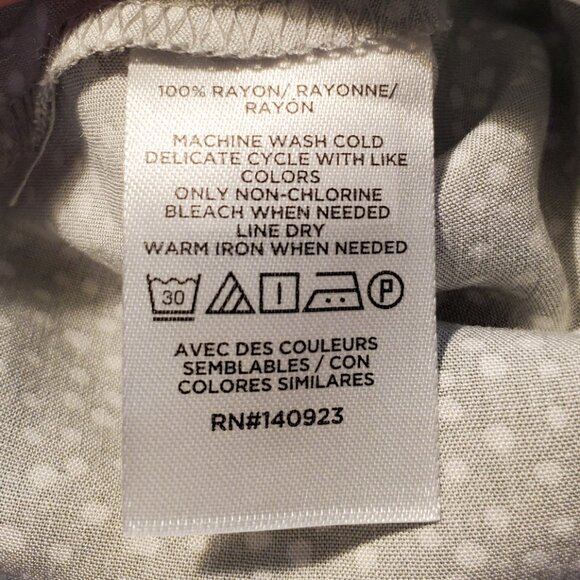 100% RAYON/ RAYONNE/
RAYÓN
MACHINE WASH COLD
DELICATE CYCLE WITH LIKE
COLORS
ONLY NON-CHLORINE
BLEACH WHEN NEEDED
LINE DRY
WARM IRON WHEN NEEDED
30 P
AVEC DES COULEURS
SEMBLABLES / CON
COLORES SIMILARES
RN#140923